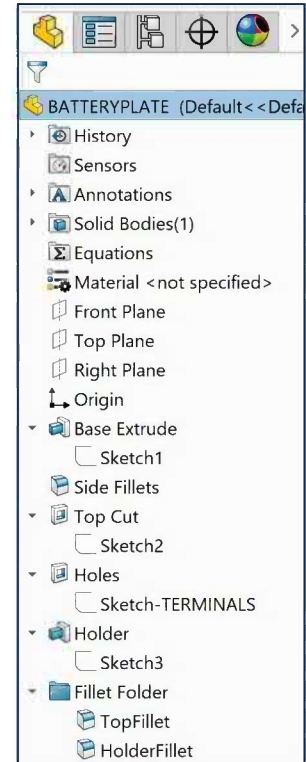 BATTERYPLATE (Default<<Defa
History
Sensors
Annotations
Solid Bodies(1)
Equations
Material <not specified>
Front Plane
Top Plane
Right Plane
Origin
Base Extrude
Sketch1
Side Fillets
Top Cut
Sketch2
Holes
Sketch-TERMINALS
Holder
Sketch3
Fillet Folder
TopFillet
HolderFillet